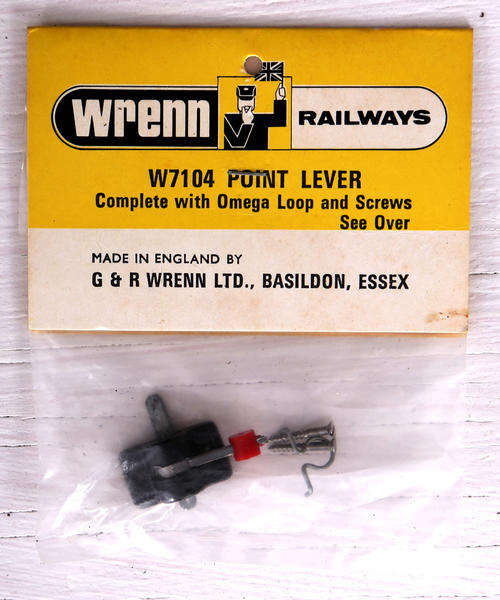 wrenn RAILWAYS
W7104 POINT LEVER
Complete with Omega Loop and Screws
See Over
MADE IN ENGLAND BY
G & R WRENN LTD., BASILDON, ESSEX